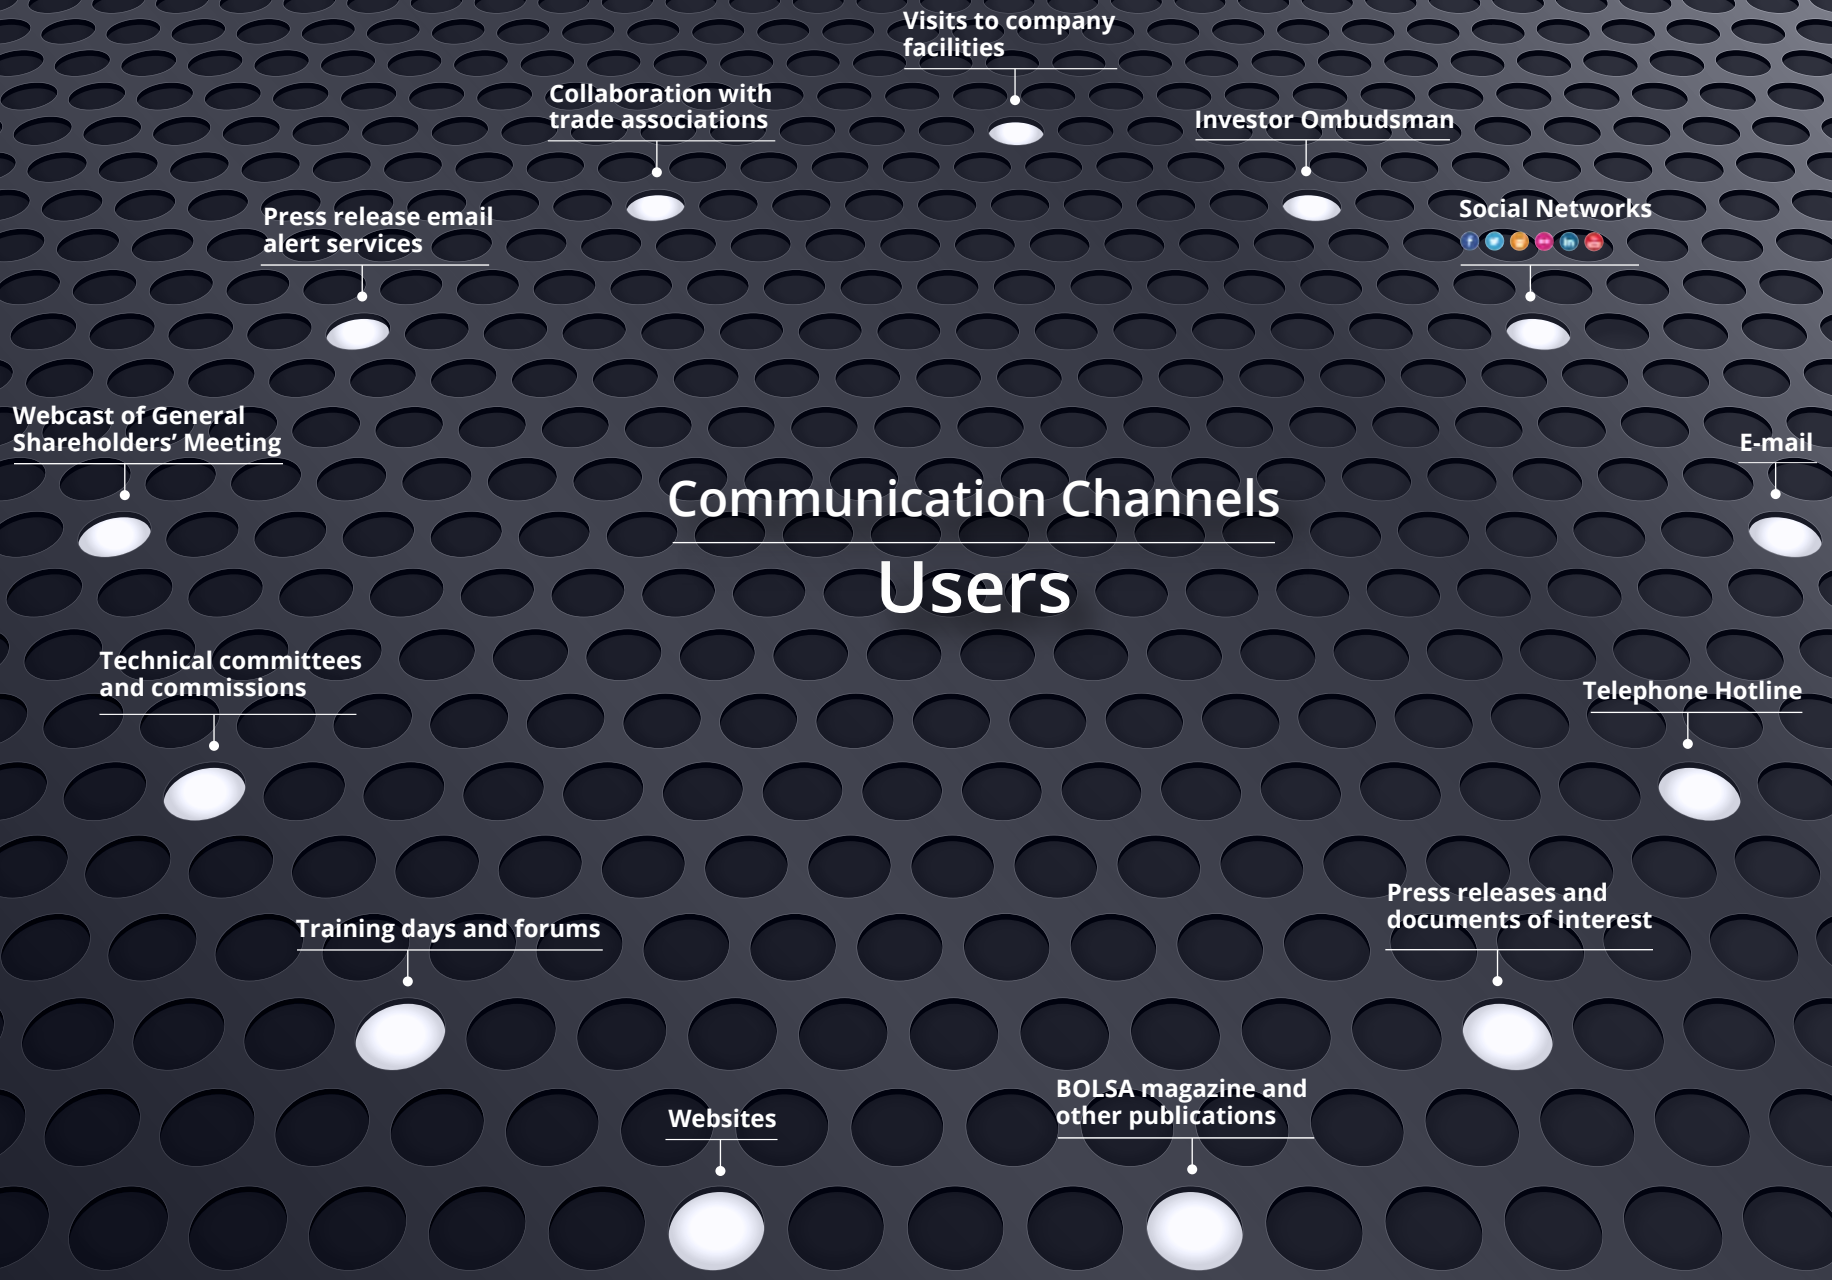 Visits to company
facilities
Collaboration with
trade associations
Investor Ombudsman
Press release email
alert services
Social Networks
Webcast of General
Shareholders’ Meeting
E-mail
Communication Channels
Users
Technical committees
and commissions
Telephone Hotline
Press releases and
documents of interest
Training days and forums
BOLSA magazine and
other publications
Websites